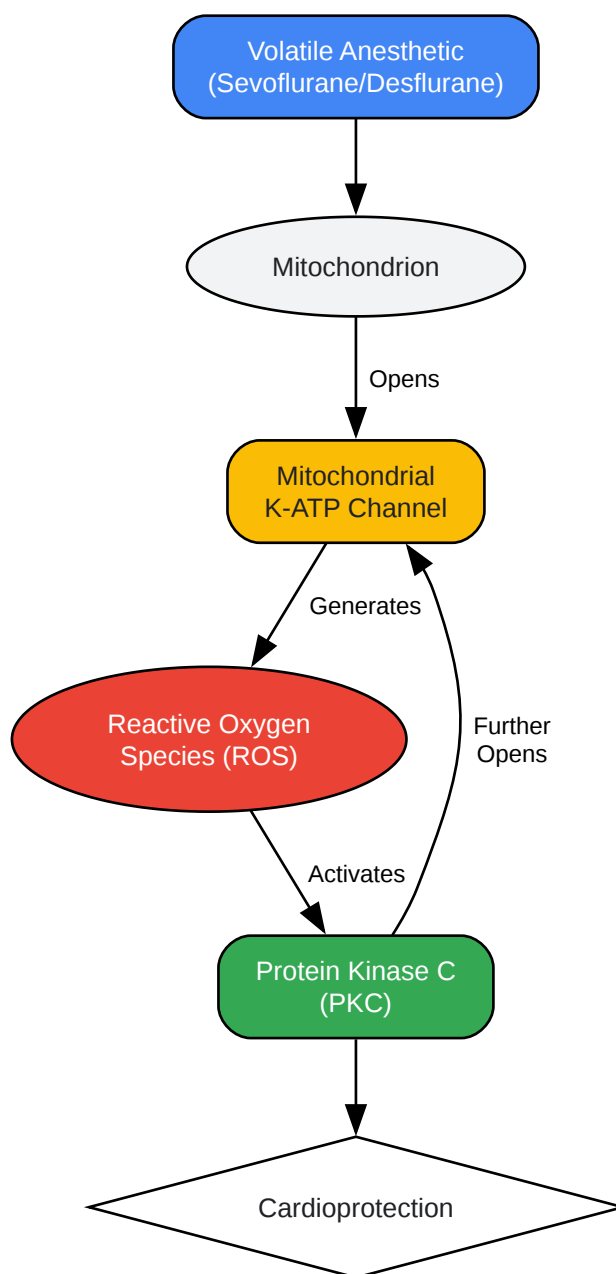 Volatile Anesthetic
(Sevoflurane/Desflurane)
Mitochondrion
Opens
Mitochondrial
K-ATP Channel
Generates
Reactive Oxygen
Species (ROS)
Further
Opens
Activates
Protein Kinase C
(PKC)
Cardioprotection